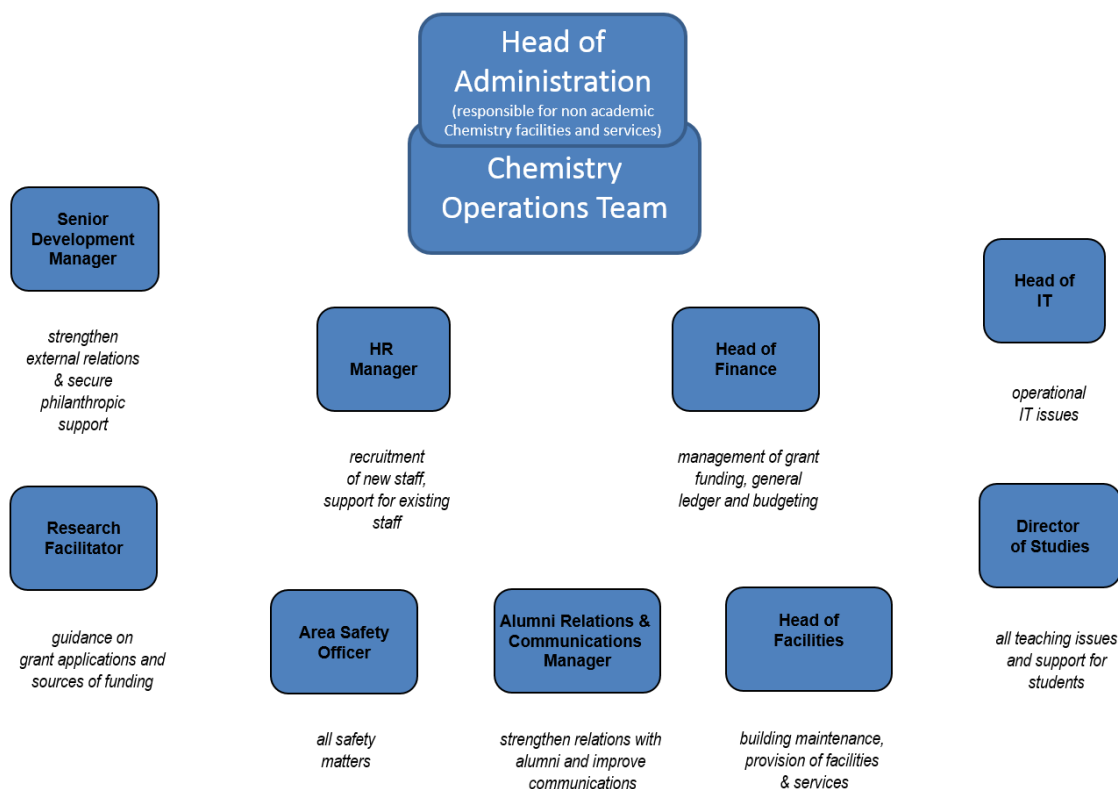 Head of
Administration
(responsible for non academic
Chemistry facilities and services)
Chemistry
Operations Team
Senior
Development
Manager
strengthen
external relations
& secure
philanthropic
support
HR
Manager
recruitment
of new staff,
support for existing
staff
Head of
Finance
management of grant
funding, general
ledger and budgeting
Head of
IT
operational
IT issues
Research
Facilitator
guidance on
grant applications and
sources of funding
Area Safety
Officer
all safety
matters
Alumni Relations &
Communications
Manager
strengthen relations with
alumni and improve
communications
Head of
Facilities
building maintenance,
provision of facilities
& services
Director
of Studies
all teaching issues
and support for
students